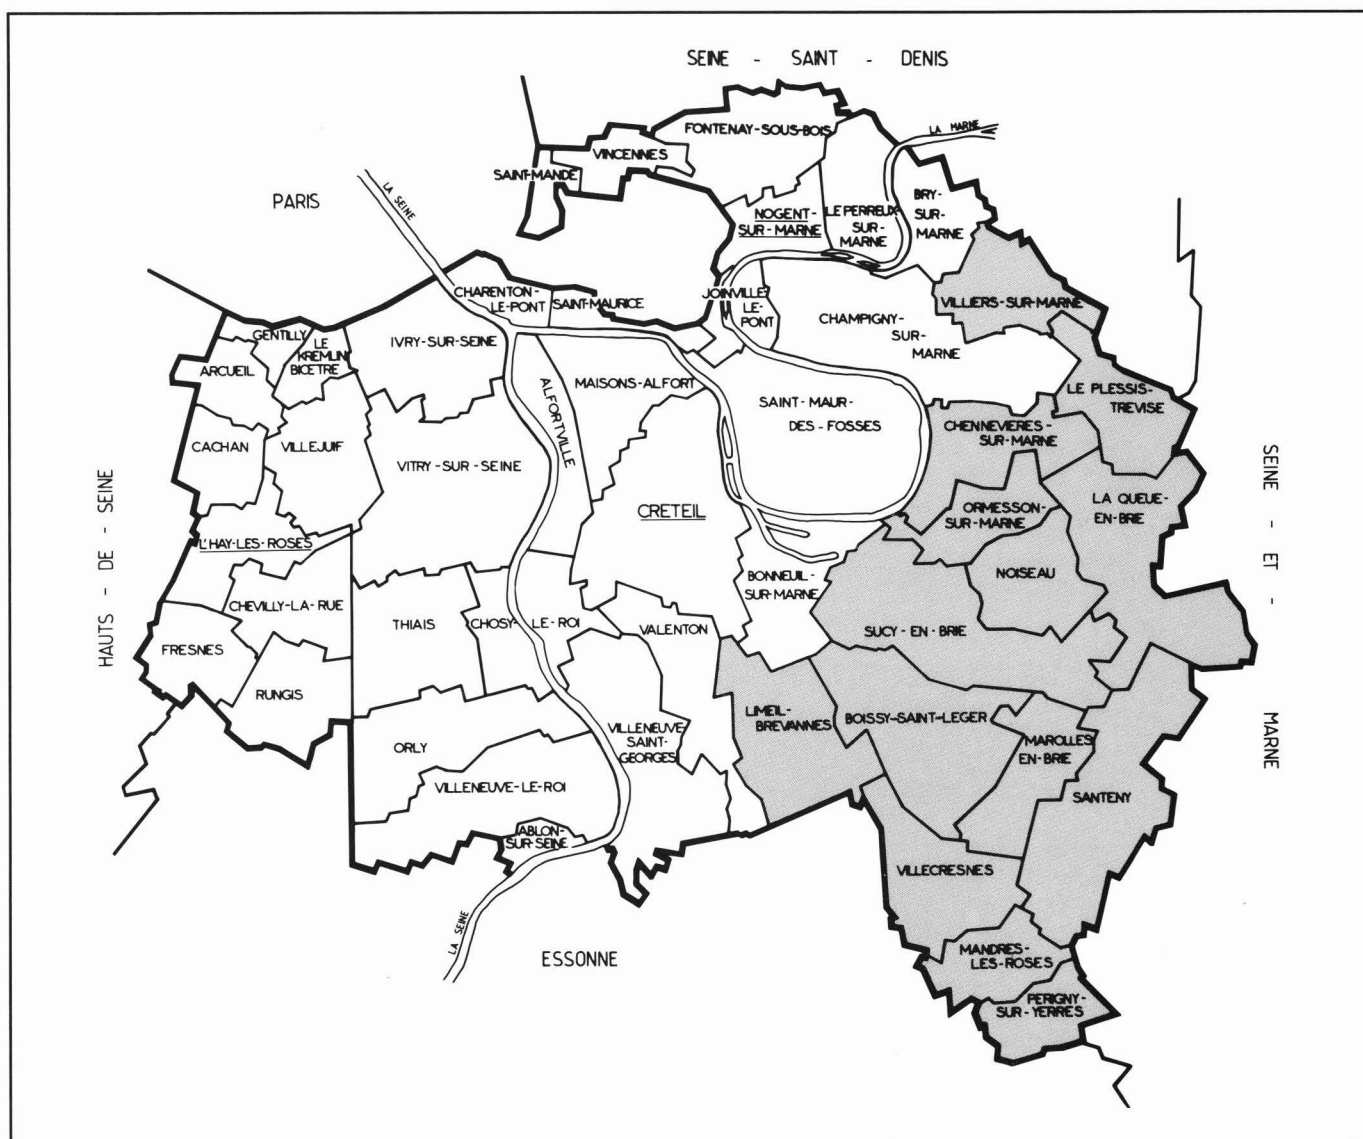 SEINE - SAINT - DENIS
LA MARNE
FONTENAY-SOUS-BOIS
VINCENNES
SAINT-MANDE
PARIS
LA SEINE
NOGENT-
SUR-MARNE
LE PERREUX-
SUR-
MARNE
BRY-
SUR-
MARNE
VILLIERS-SUR-MARNE
CHARENTON-
LE-PONT
SAINT-MAURICE
JOINVILLE-
LE-
PONT
CHAMPIGNY-
SUR-
MARNE
GENTILLY
LE
KREMLIN
BICETRE
IVRY-SUR-SEINE
ARCUEIL
ALFORTVILLE
MAISONS-ALFORT
SAINT-MAUR-
DES-FOSSES
LE PLESSIS-
TREVISE
CACHAN
VILLEJUIF
VITRY-SUR-SEINE
CHENNEVIERES-
SUR-MARNE
HAUTS - DE - SEINE
SEINE - ET - MARNE
CRETEIL
ORMESSON-
SUR-MARNE
LA QUEUE-
EN-BRIE
L'HAY-LES-ROSES
BONNEUIL-
SUR-MARNE
NOISEAU
CHEVILLY-LA-RUE
THIAIS
CHOISY-LE-ROI
VALENTON
SUCY-EN-BRIE
FRESNES
RUNGIS
LIMEIL-
BREVANNES
BOISSY-SAINT-LEGER
ORLY
VILLENEUVE-
SAINT-
GEORGES
MAROLLES
EN-BRIE
VILLENEUVE-LE-ROI
SANTENY
ABLON-
SUR-SEINE
VILLECRESNES
LA SEINE
ESSONNE
MANDRES-
LES-ROSES
PERIGNY-
SUR-YERRES